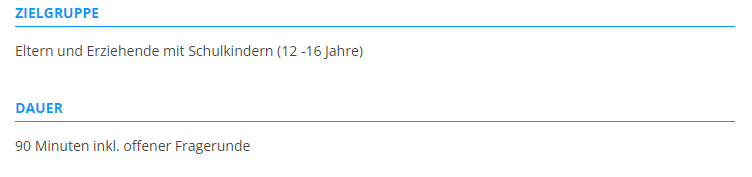 ZIELGRUPPE
Eltern und Erziehende mit Schulkindern (12 -16 Jahre)
DAUER
90 Minuten inkl. offener Fragerunde